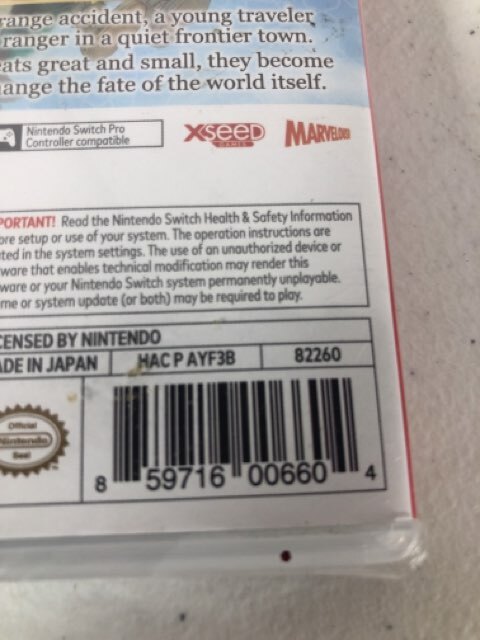 range accident, a young traveler
ranger in a quiet frontier town.
eats great and small, they become
ange the fate of the world itself.
Nintendo Switch Pro
Controller compatible
XSEED
GAMES
MARVELOUS!
PORTANT! Read the Nintendo Switch Health & Safety Information
ore setup or use of your system. The operation instructions are
ted in the system settings. The use of an unauthorized device or
ware that enables technical modification may render this
ware or your Nintendo Switch system permanently unplayable.
me or system update (or both) may be required to play.
CENSED BY NINTENDO
ADE IN JAPAN
HAC P AYF3B
82260
Official
Nintendo
Seal
8 59716 00660 4